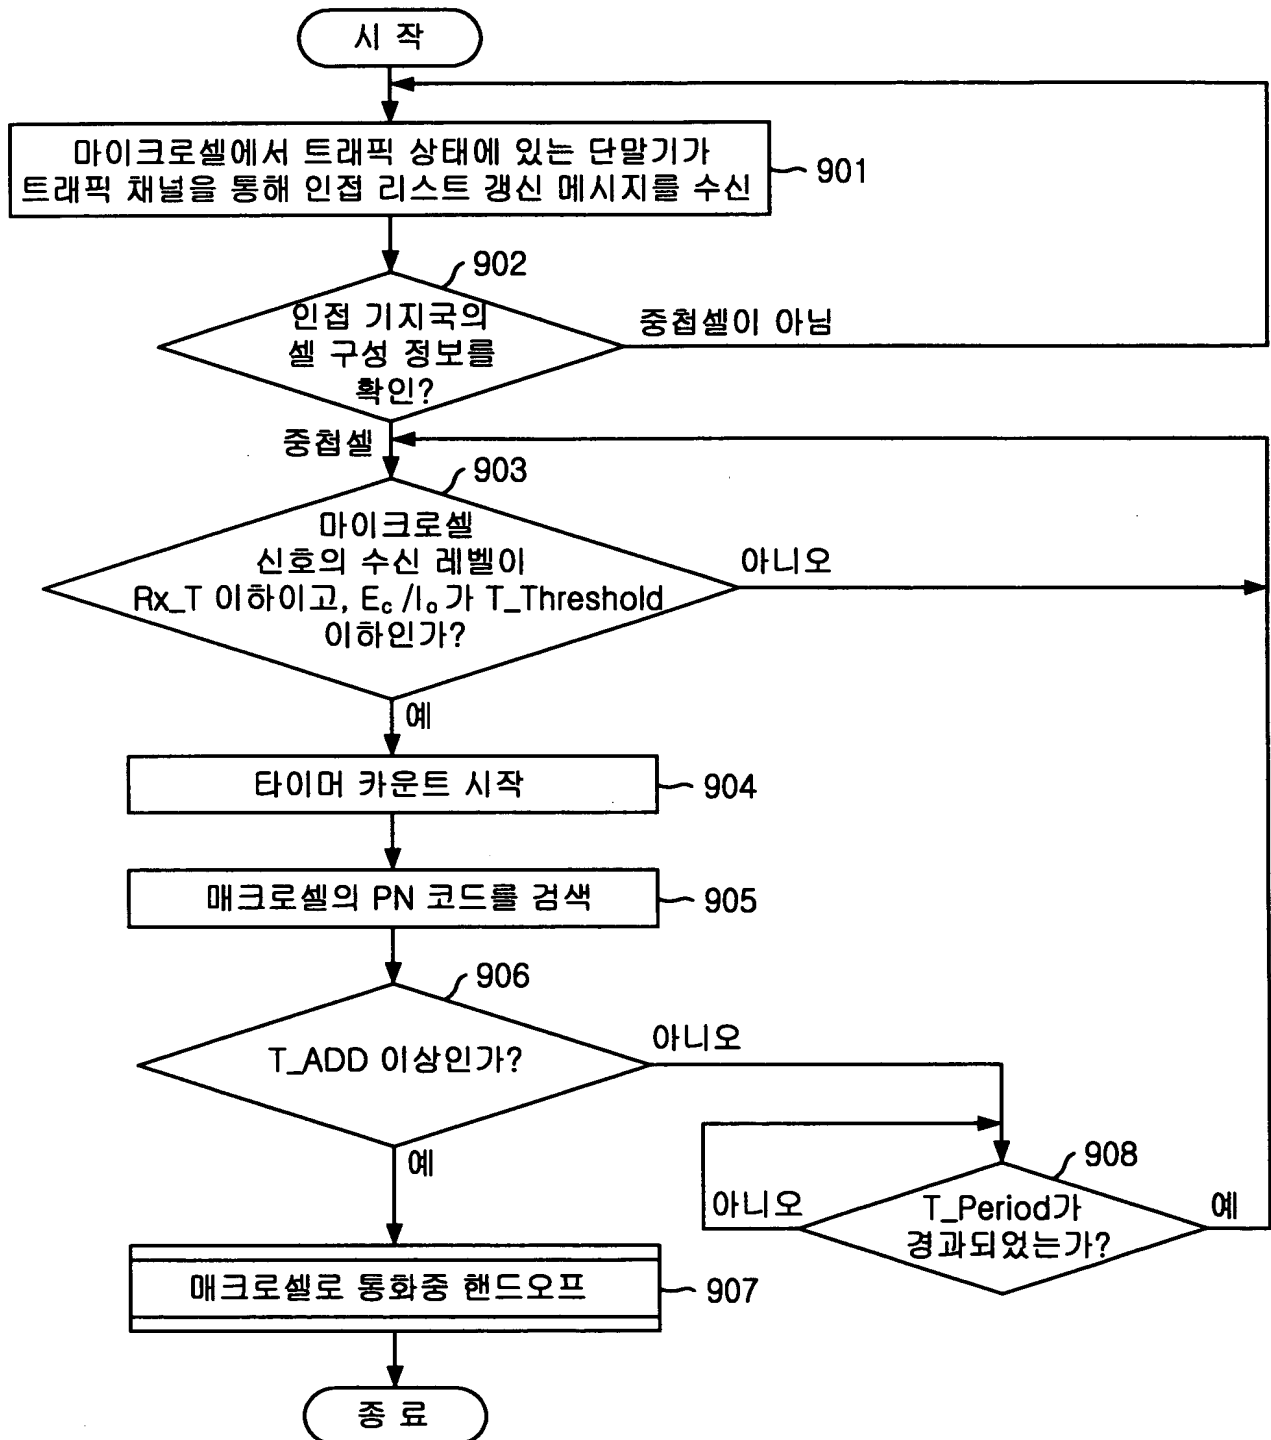 시 작
마이크로셀에서 트래픽 상태에 있는 단말기가
트래픽 채널을 통해 인접 리스트 갱신 메시지를 수신
901
902
인접 기지국의
셀 구성 정보를
확인?
중첩셀이 아님
중첩셀
903
마이크로셀
신호의 수신 레벨이
Rx_T 이하이고, Ec/Io가 T_Threshold
이하인가?
아니오
예
타이머 카운트 시작
904
매크로셀의 PN 코드를 검색
905
906
T_ADD 이상인가?
아니오
예
908
T_Period가
경과되었는가?
아니오
예
매크로셀로 통화중 핸드오프
907
종 료